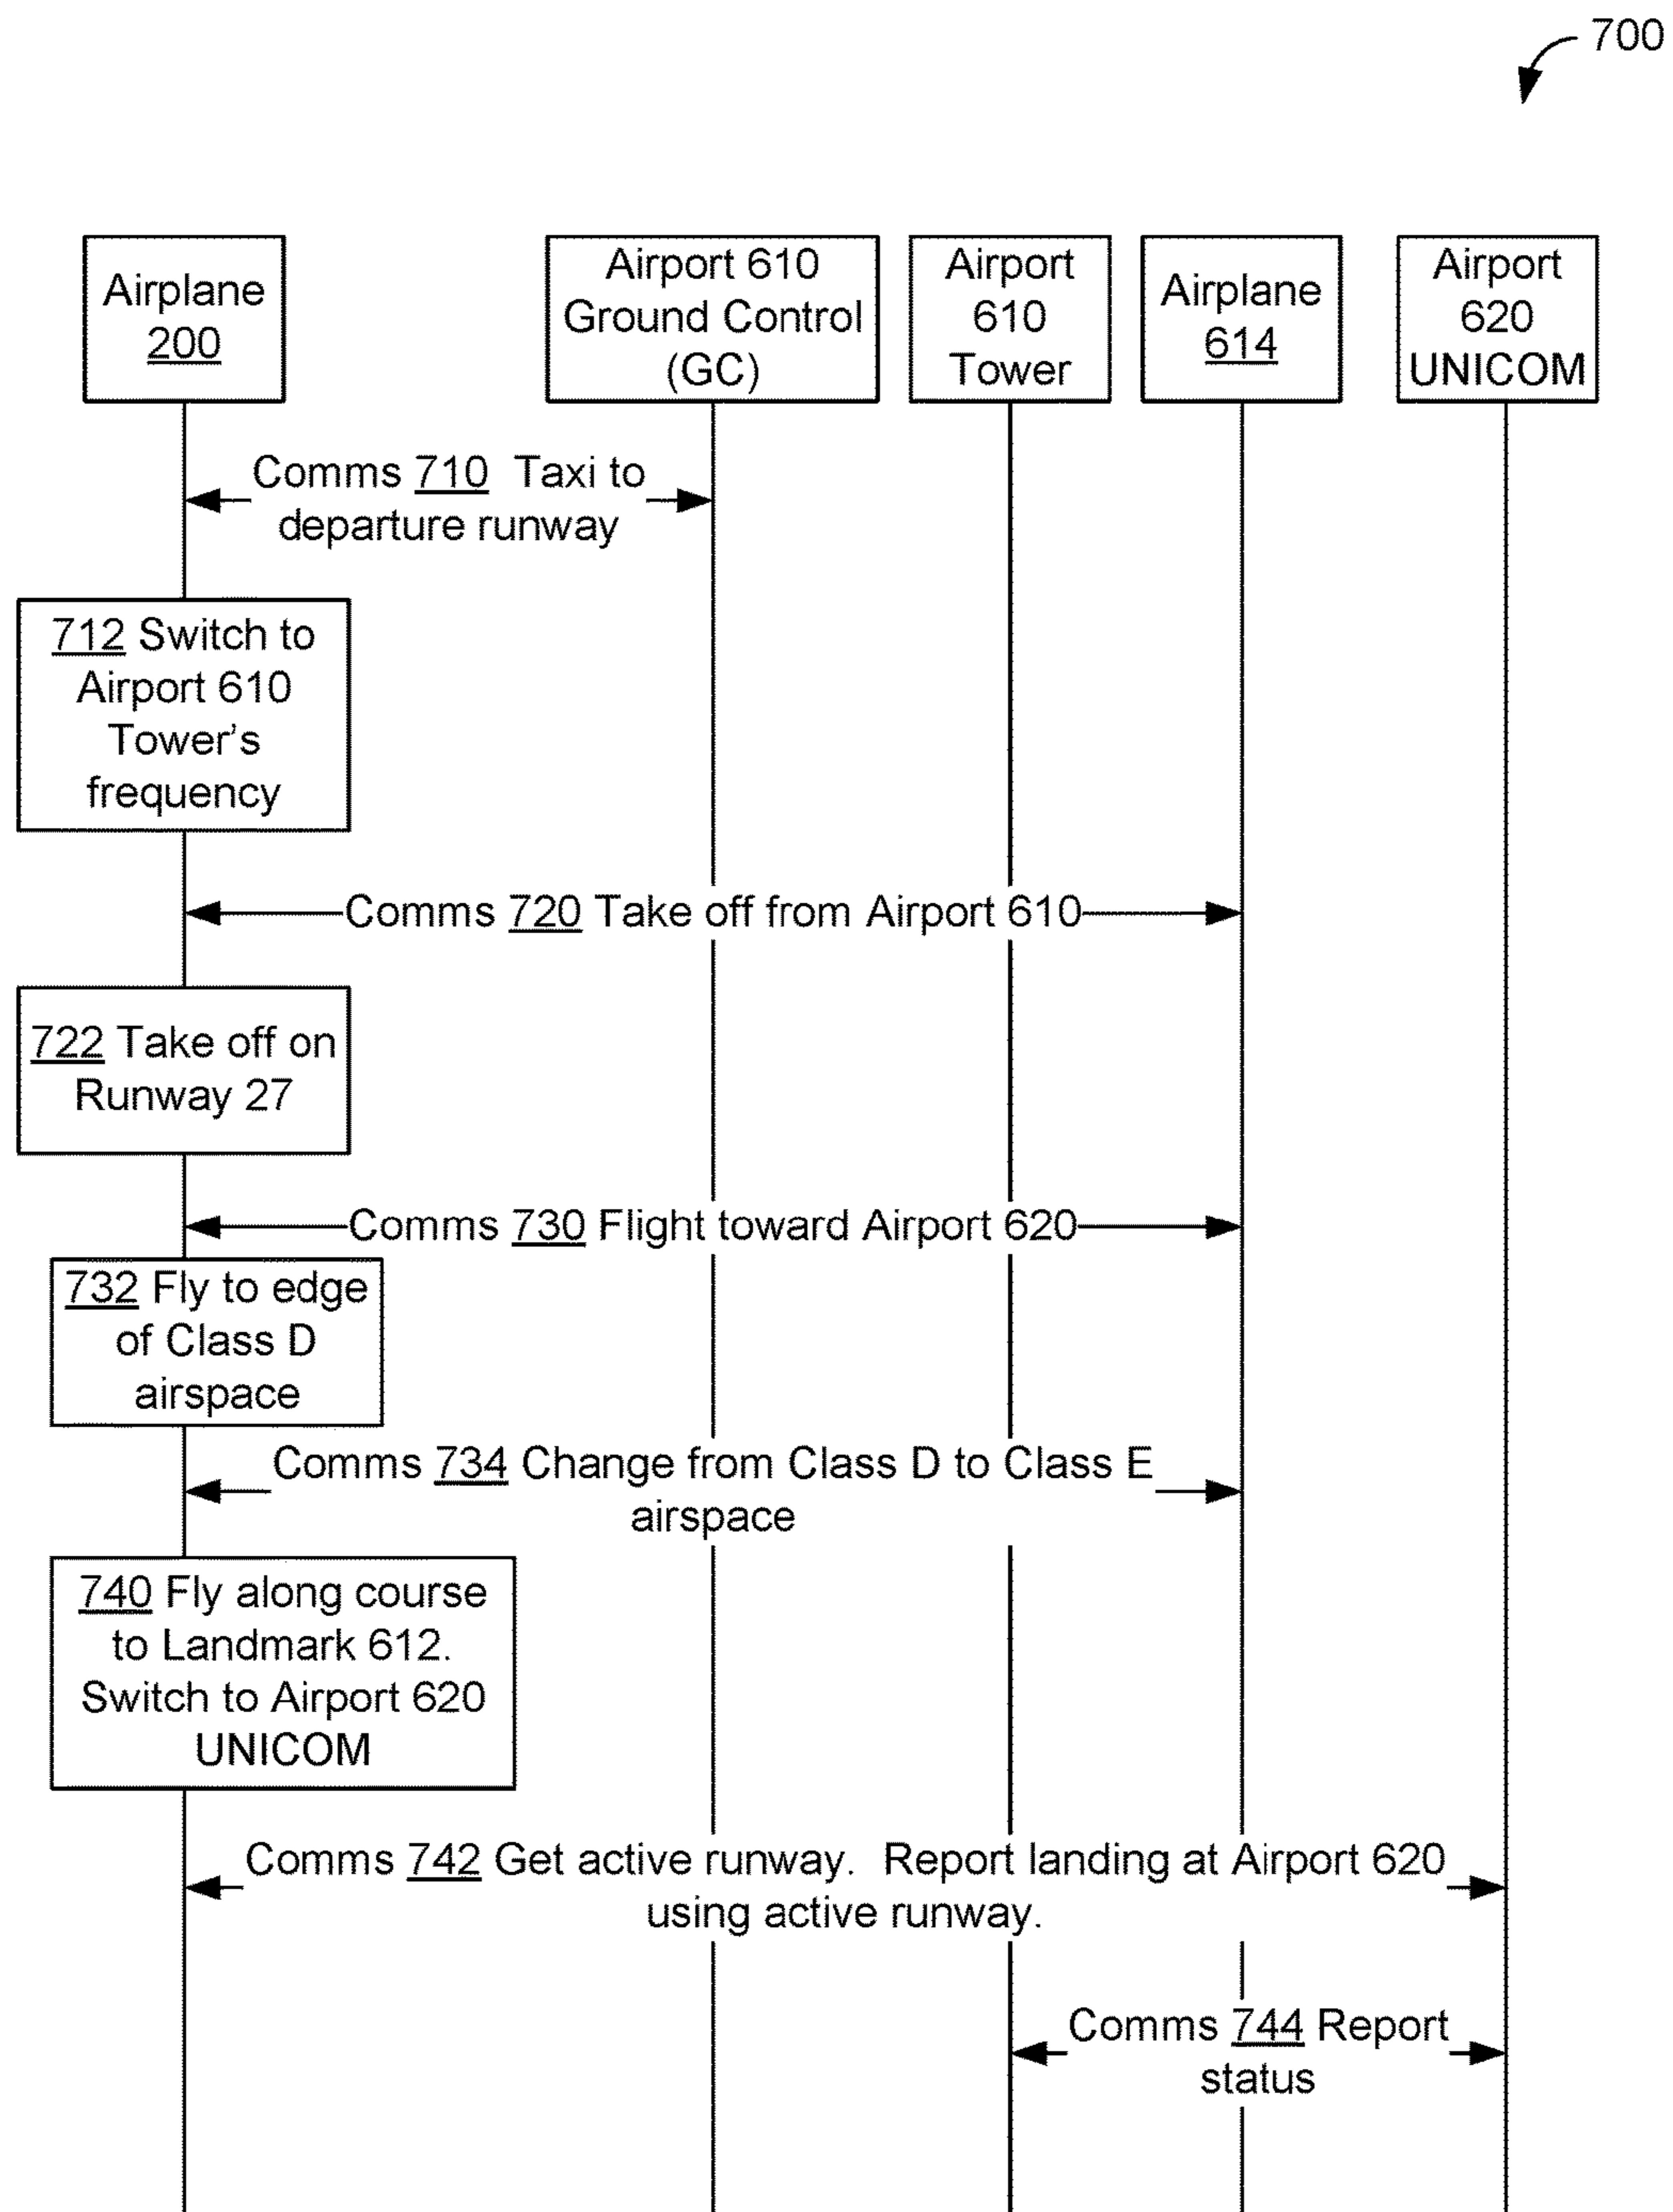 700
Airplane
200
Airport 610
Ground Control
(GC)
Airport
610
Tower
Airplane
614
Airport
620
UNICOM
Comms 710 Taxi to
departure runway
712 Switch to
Airport 610
Tower's
frequency
Comms 720 Take off from Airport 610
722 Take off on
Runway 27
Comms 730 Flight toward Airport 620
732 Fly to edge
of Class D
airspace
Comms 734 Change from Class D to Class E
airspace
740 Fly along course
to Landmark 612.
Switch to Airport 620
UNICOM
Comms 742 Get active runway. Report landing at Airport 620
using active runway.
Comms 744 Report
status